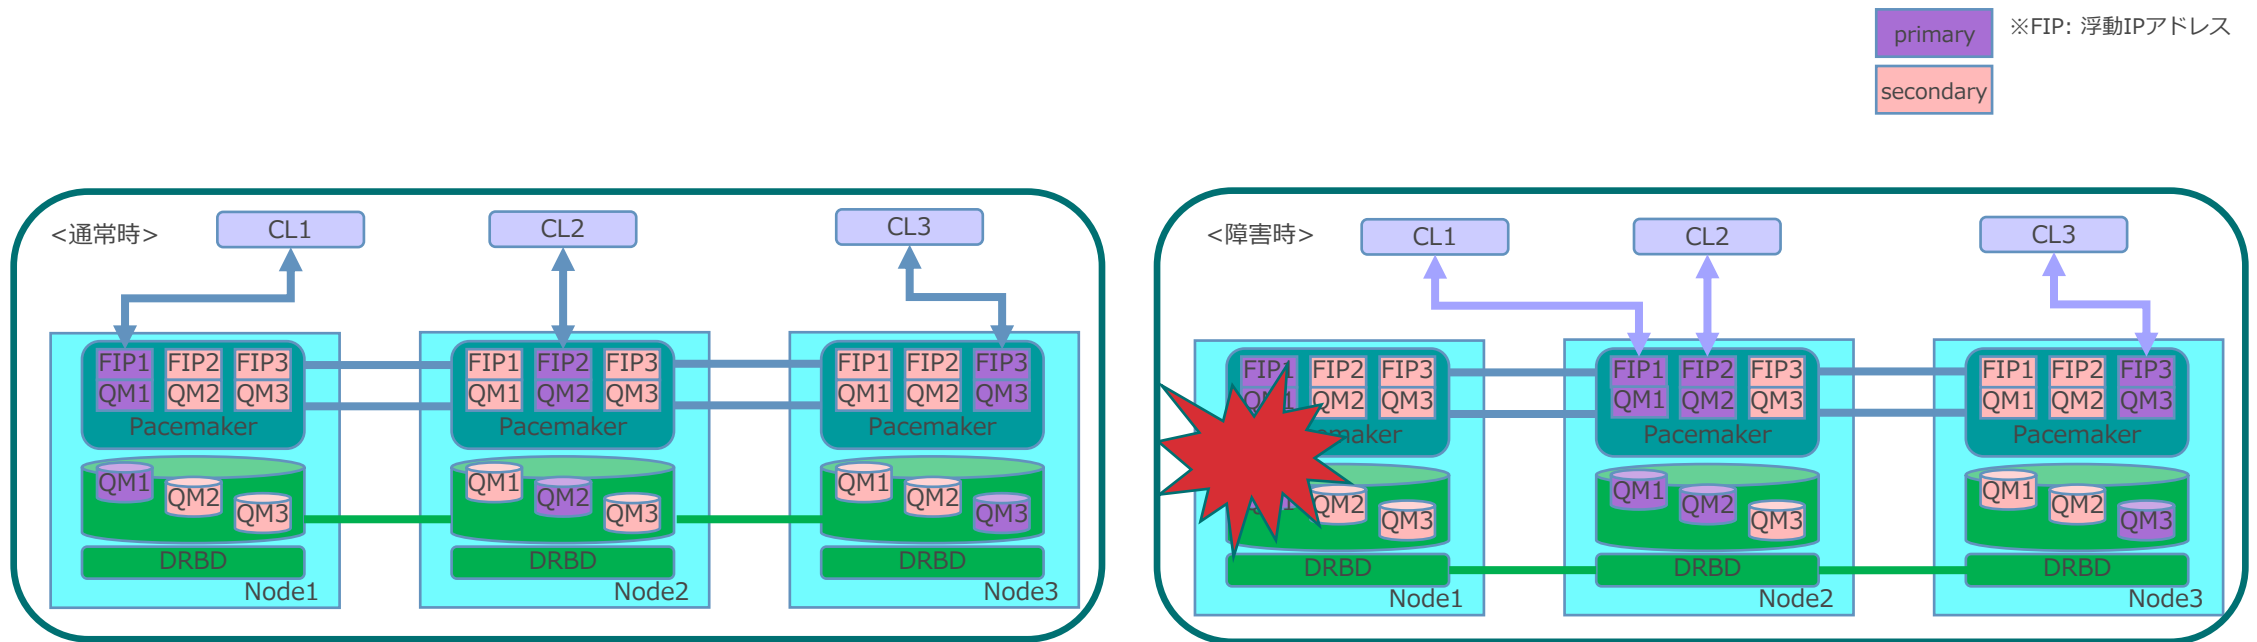 primary
※FIP: 浮動IPアドレス
secondary
<通常時>
CL1
CL2
CL3
FIP1 FIP2 FIP3
QM1 QM2 QM3
Pacemaker
QM1
QM2
QM3
DRBD
Node1
FIP1 FIP2 FIP3
QM1 QM2 QM3
Pacemaker
QM1
QM2
QM3
DRBD
Node2
FIP1 FIP2 FIP3
QM1 QM2 QM3
Pacemaker
QM1
QM2
QM3
DRBD
Node3
<障害時>
CL1
CL2
CL3
FIP1 FIP2 FIP3
QM1 QM2 QM3
QM2
QM3
DRBD
Node1
FIP1 FIP2 FIP3
QM1 QM2 QM3
Pacemaker
QM1
QM2
QM3
DRBD
Node2
FIP1 FIP2 FIP3
QM1 QM2 QM3
Pacemaker
QM1
QM2
QM3
DRBD
Node3